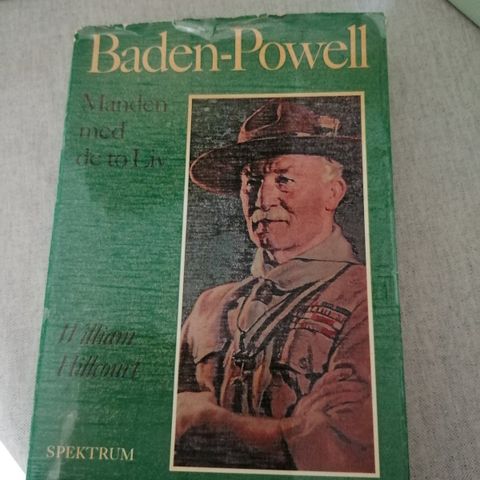 Baden-Powell
Manden
med
de to Liv
William
Hillcourt
SPEKTRUM